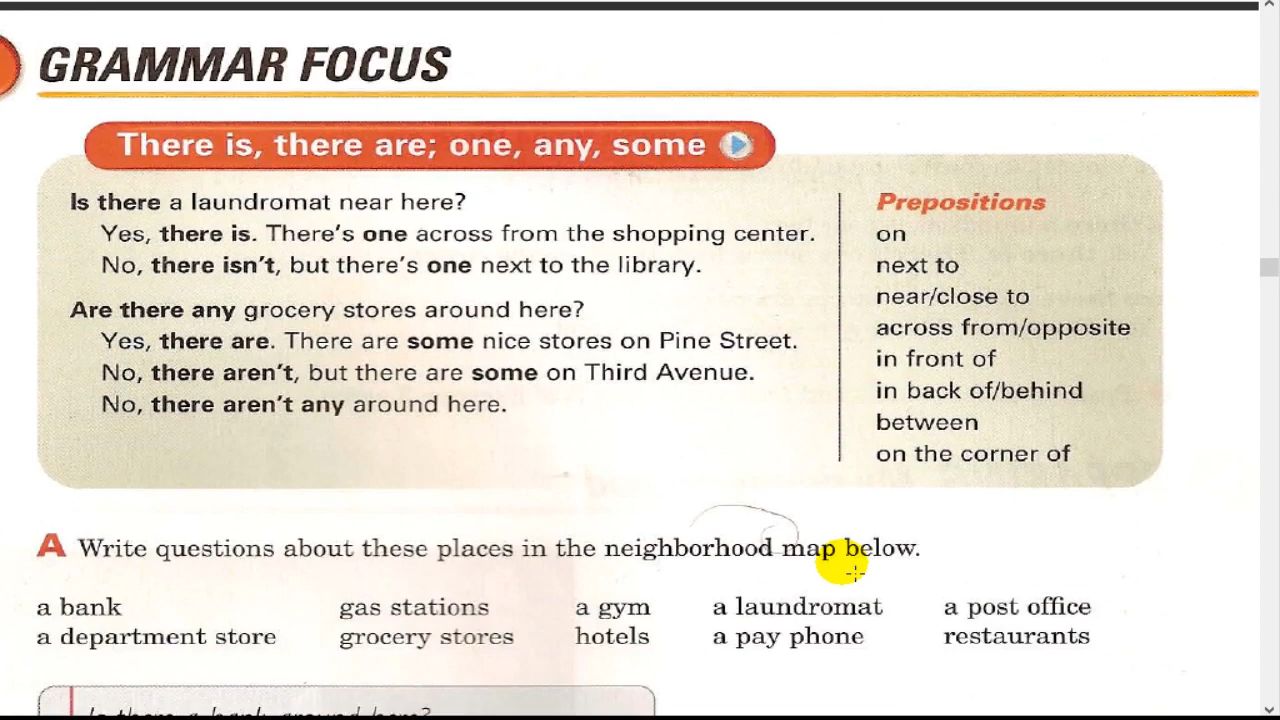 GRAMMAR FOCUS
There is, there are; one, any, some
Is there a laundromat near here?
Yes, there is. There's one across from the shopping center.
No, there isn't, but there's one next to the library.
Are there any grocery stores around here?
Yes, there are. There are some nice stores on Pine Street.
No, there aren't, but there are some on Third Avenue.
No, there aren't any around here.
Prepositions
on
next to
near/close to
across from/opposite
in front of
in back of/behind
between
on the corner of
A Write questions about these places in the neighborhood map below.
a bank gas stations a gym a laundromat a post office
a department store grocery stores hotels a pay phone restaurants
Is there a bank around here?